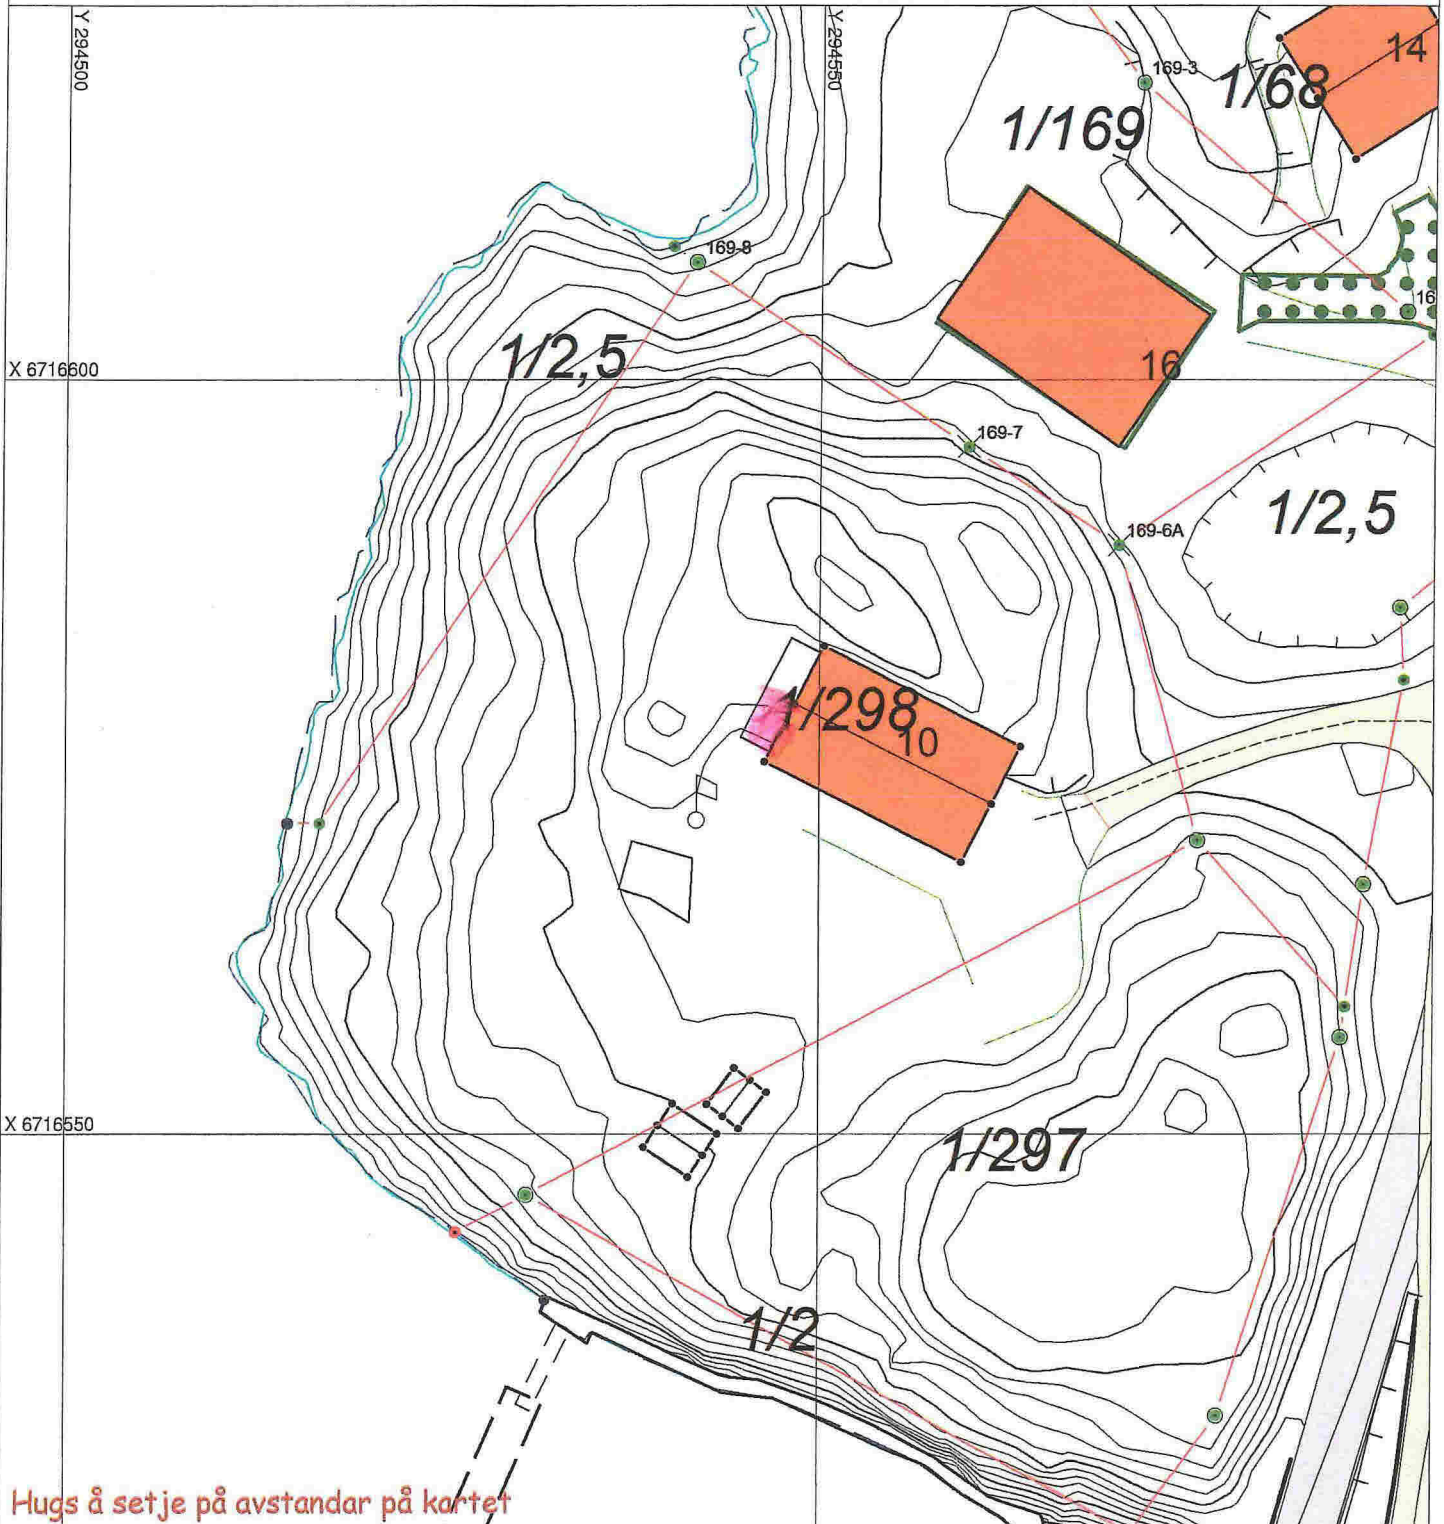 Y 294500
Y 294550
14
169-3
1/68
1/169
169-8
16
1/2,5
X 6716600
16
169-7
1/2,5
169-6A
1/298
10
X 6716550
1/297
1/2
Hugs å setje på avstandar på kartet